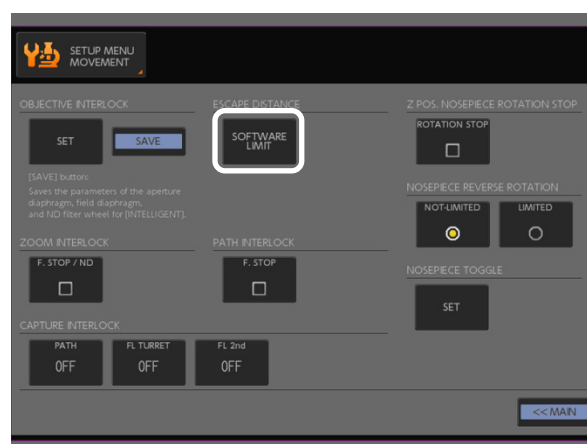 SETUP MENU
MOVEMENT
OBJECTIVE INTERLOCK
SET
SAVE
[SAVE] button:
Saves the parameters of the aperture
diaphragm, field diaphragm,
and ND filter wheel for [INTELLIGENT].
ESCAPE DISTANCE
SOFTWARE
LIMIT
Z POS. NOSEPIECE ROTATION STOP
ROTATION STOP
NOSEPIECE REVERSE ROTATION
NOT-LIMITED
LIMITED
ZOOM INTERLOCK
F. STOP / ND
PATH INTERLOCK
F. STOP
NOSEPIECE TOGGLE
SET
CAPTURE INTERLOCK
PATH
OFF
FL TURRET
OFF
FL 2nd
OFF
<< MAIN